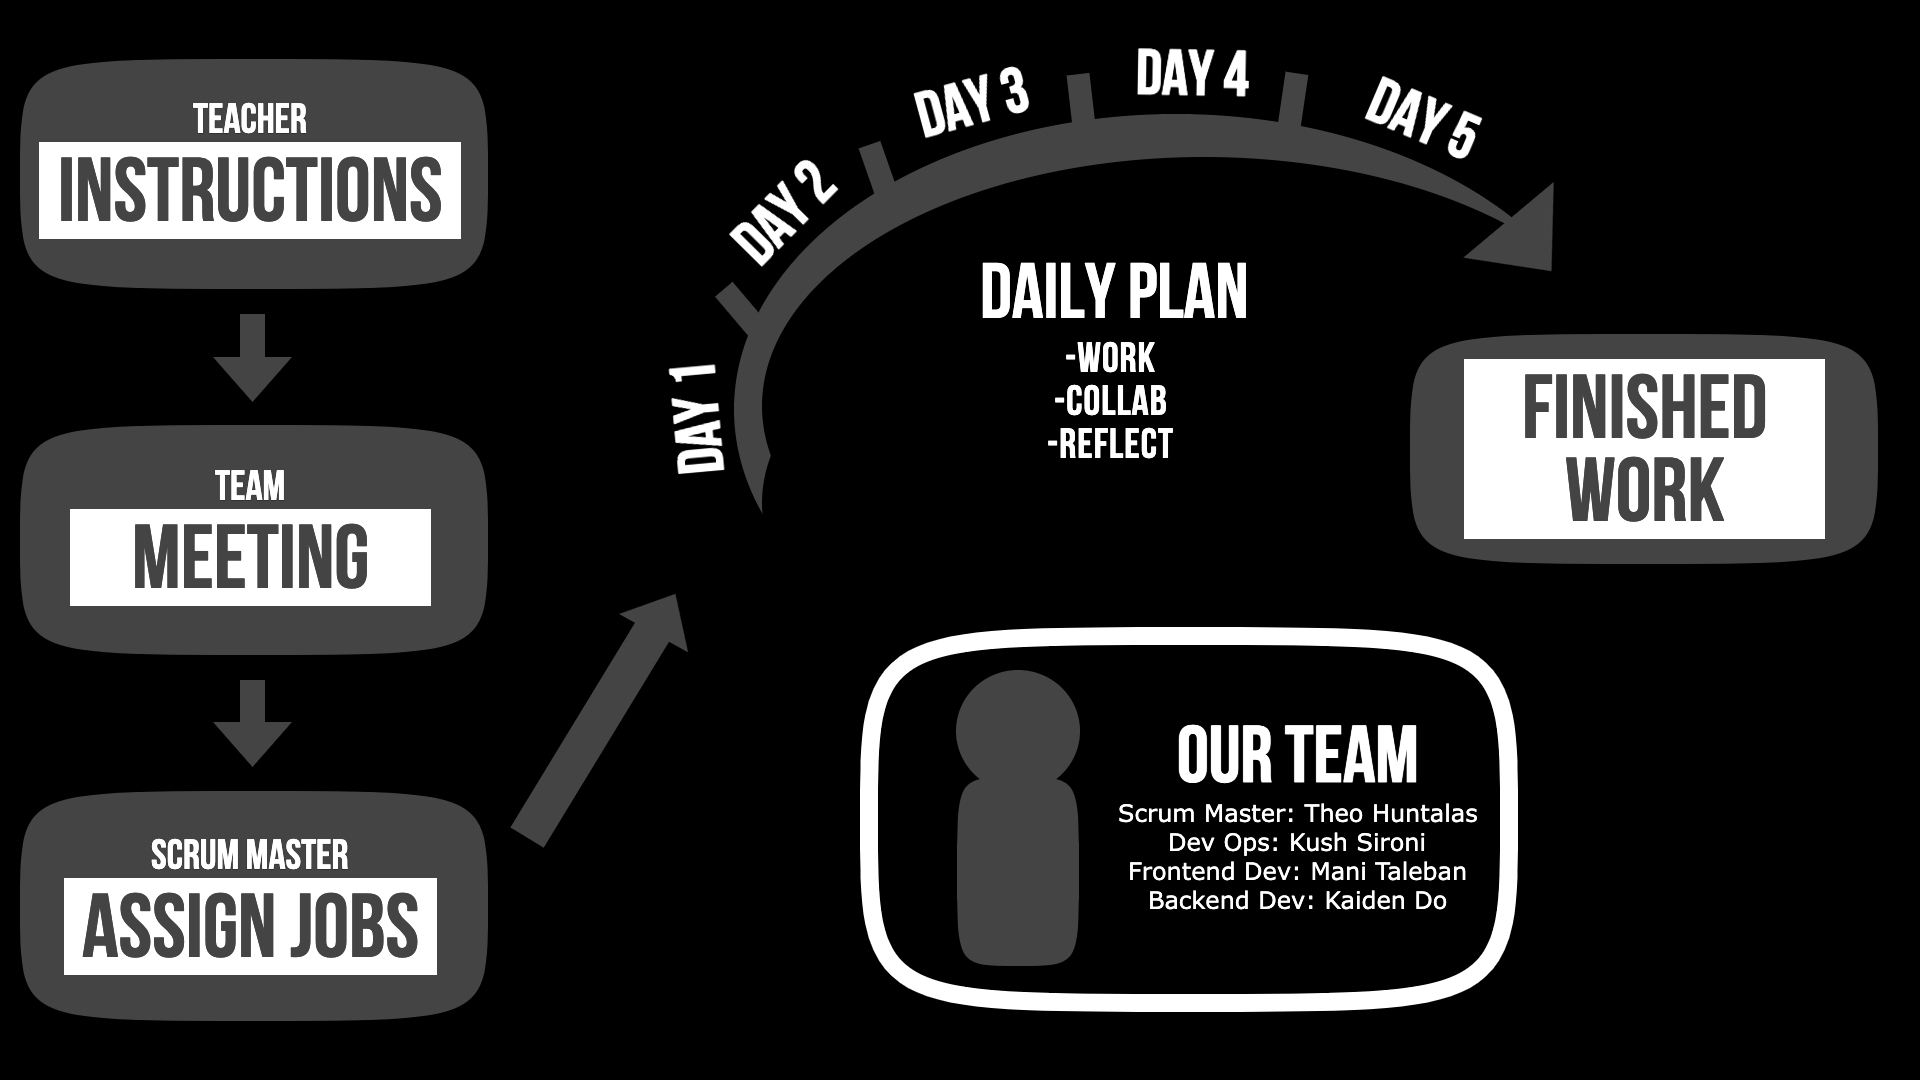 TEACHER
INSTRUCTIONS
TEAM
MEETING
SCRUM MASTER
ASSIGN JOBS
DAY 1
DAY 2
DAY 3
DAY 4
DAY 5
DAILY PLAN
-WORK
-COLLAB
-REFLECT
FINISHED
WORK
OUR TEAM
Scrum Master: Theo Huntalas
Dev Ops: Kush Sironi
Frontend Dev: Mani Taleban
Backend Dev: Kaiden Do